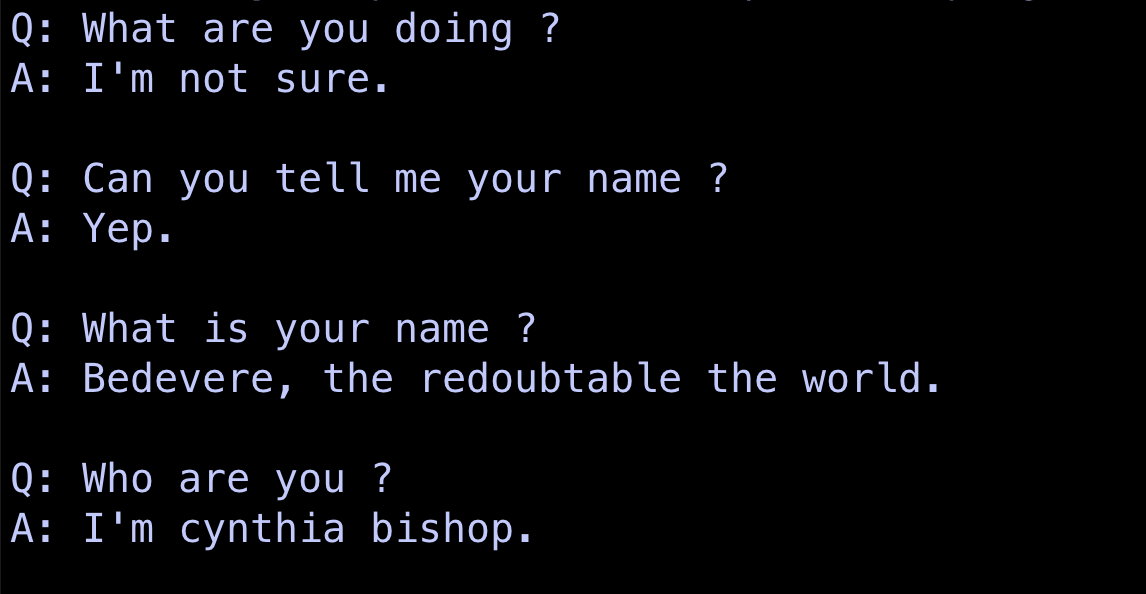 Q: What are you doing ?
A: I'm not sure.
Q: Can you tell me your name ?
A: Yep.
Q: What is your name ?
A: Bedevere, the redoubtable the world.
Q: Who are you ?
A: I'm cynthia bishop.